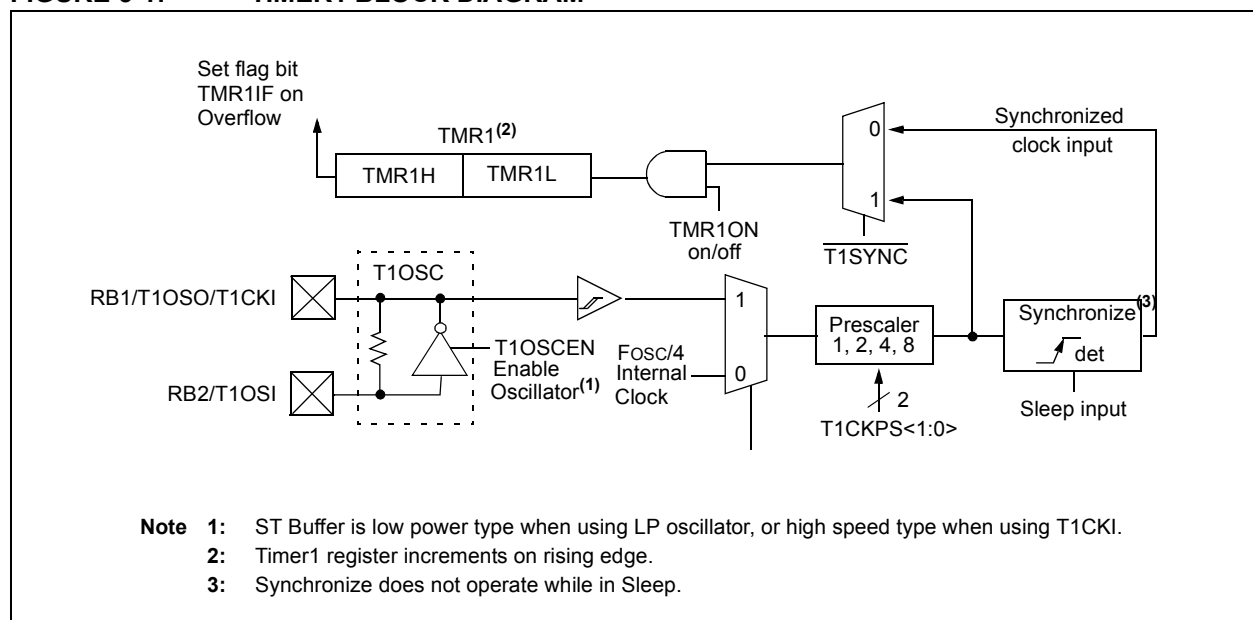 Set flag bit
TMR1IF on
Overflow
TMR1(2)
TMR1H
TMR1L
TMR1ON
on/off
0
1
T1SYNC
Synchronized
clock input
T1OSC
RB1/T1OSO/T1CKI
RB2/T1OSI
T1OSCEN
Enable
Oscillator(1)
FOSC/4
Internal
Clock
1
0
Prescaler
1, 2, 4, 8
2
T1CKPS<1:0>
Synchronize(3)
det
Sleep input
Note 1: ST Buffer is low power type when using LP oscillator, or high speed type when using T1CKI.
2: Timer1 register increments on rising edge.
3: Synchronize does not operate while in Sleep.